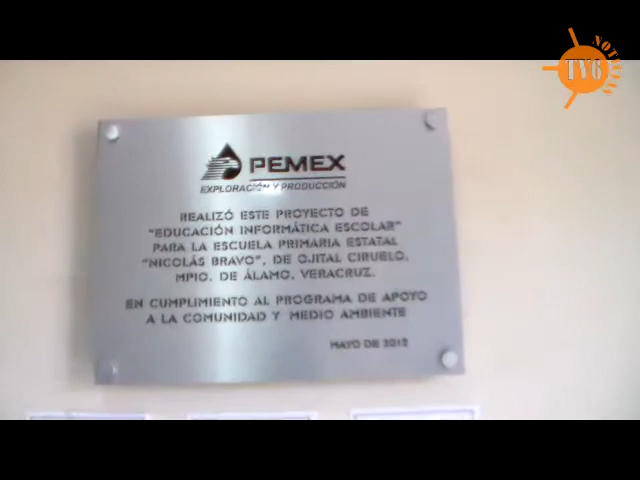 NOTICIAS
TV6
PEMEX
EXPLORACIÓN Y PRODUCCIÓN
REALIZÓ ESTE PROYECTO DE
"EDUCACIÓN INFORMÁTICA ESCOLAR"
PARA LA ESCUELA PRIMARIA ESTATAL
"NICOLÁS BRAVO", DE OJITAL CIRUELO,
MPIO. DE ÁLAMO, VERACRUZ.
EN CUMPLIMIENTO AL PROGRAMA DE APOYO
A LA COMUNIDAD Y MEDIO AMBIENTE
MAYO DE 2012